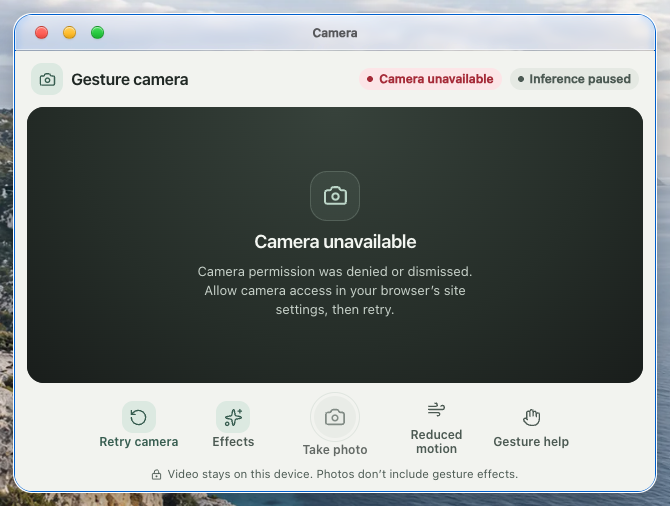 Camera
Gesture camera
Camera unavailable
Inference paused
Camera unavailable
Camera permission was denied or dismissed.
Allow camera access in your browser’s site
settings, then retry.
Retry camera
Effects
Take photo
Reduced
motion
Gesture help
Video stays on this device. Photos don’t include gesture effects.